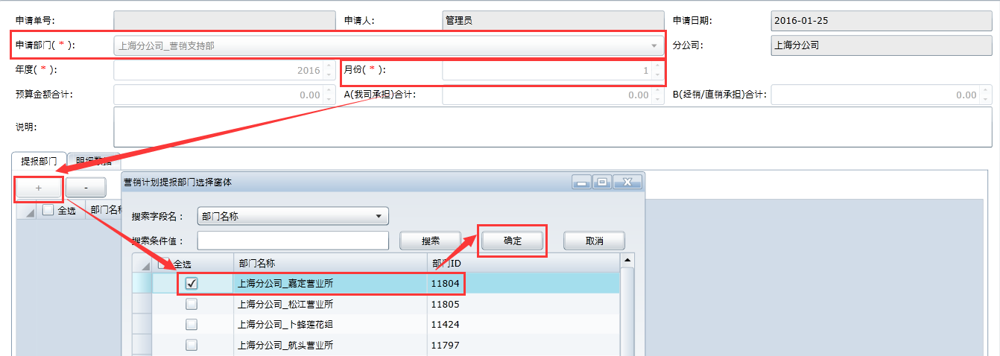 申请单号: 申请人: 管理员 申请日期: 2016-01-25
申请部门( * ): 上海分公司_营销支持部 分公司: 上海分公司
年度( * ): 2016 月份( * ): 1
预算金额合计: 0.00 A(我司承担)合计: 0.00 B(经销/直销承担)合计: 0.00
说明:
提报部门 明细数据
+ -
全选 部门名称
营销计划提报部门选择窗体
搜索字段名： 部门名称
搜索条件值： 搜索 确定 取消
全选 部门名称 部门ID
上海分公司_嘉定营业所 11804
上海分公司_松江营业所 11805
上海分公司_卜蜂莲花组 11424
上海分公司_航头营业所 11797